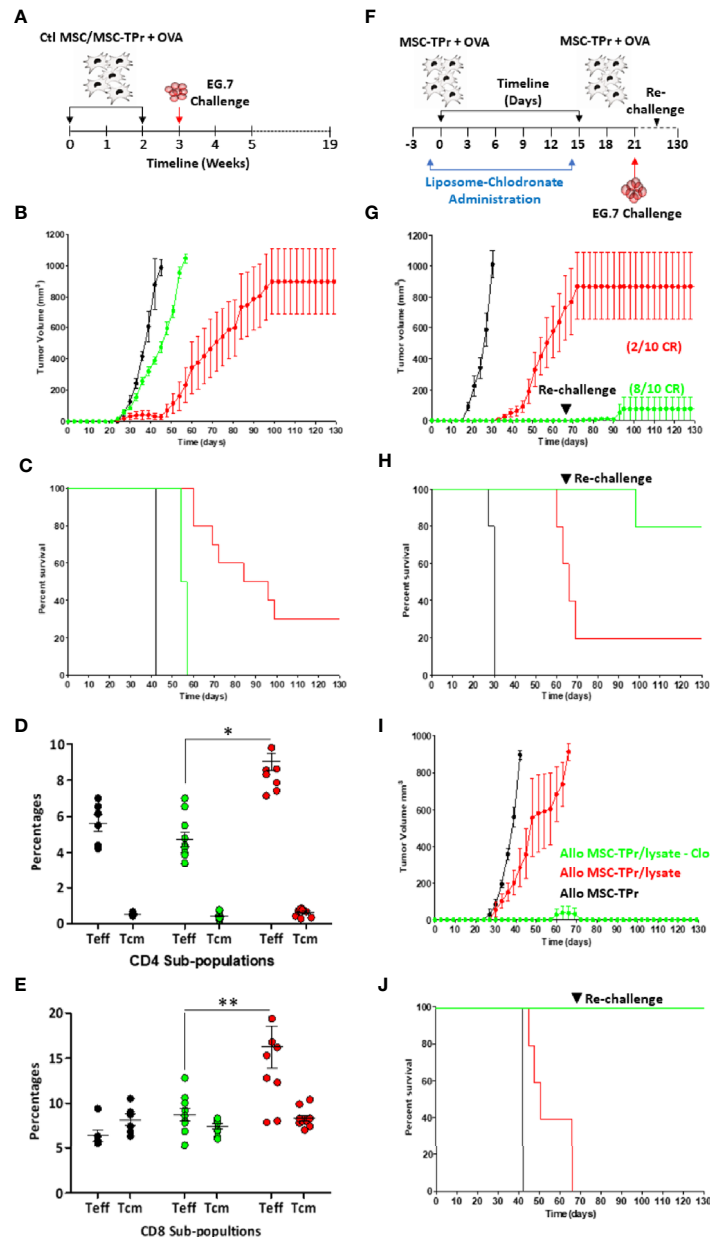 A
Ctl MSC/MSC-TPr + OVA
EG.7
Challenge
0 1 2 3 4 5 19
Timeline (Weeks)
F
MSC-TPr + OVA MSC-TPr + OVA
Timeline
(Days)
Re-
challenge
-3 0 3 6 9 12 15 18 21 130
Liposome-Chlodronate
Administration
EG.7 Challenge
B
Tumor Volume (mm³)
1200
1000
800
600
400
200
0
0 10 20 30 40 50 60 70 80 90 100 110 120 130
Time (days)
G
Tumor Volume (mm³)
1200
1000
800
600
400
200
0
(2/10 CR)
(8/10 CR)
Re-challenge
0 10 20 30 40 50 60 70 80 90 100 110 120 130
Time (days)
C
Percent survival
100
80
60
40
20
0
0 10 20 30 40 50 60 70 80 90 100 110 120 130
Time (days)
H
Re-challenge
Percent survival
100
80
60
40
20
0
0 10 20 30 40 50 60 70 80 90 100 110 120 130
Time (days)
D
Percentages
10
8
6
4
2
0
*
Teff Tcm Teff Tcm Teff Tcm
CD4 Sub-populations
I
Tumor Volume mm³
1000
800
600
400
200
0
Allo MSC-TPr/lysate - Clo
Allo MSC-TPr/lysate
Allo MSC-TPr
0 10 20 30 40 50 60 70 80 90 100 110 120 130
Time (days)
E
Percentages
20
15
10
5
0
**
Teff Tcm Teff Tcm Teff Tcm
CD8 Sub-popultions
J
Re-challenge
Percent survival
100
80
60
40
20
0
0 10 20 30 40 50 60 70 80 90 100 110 120 130
Time (days)